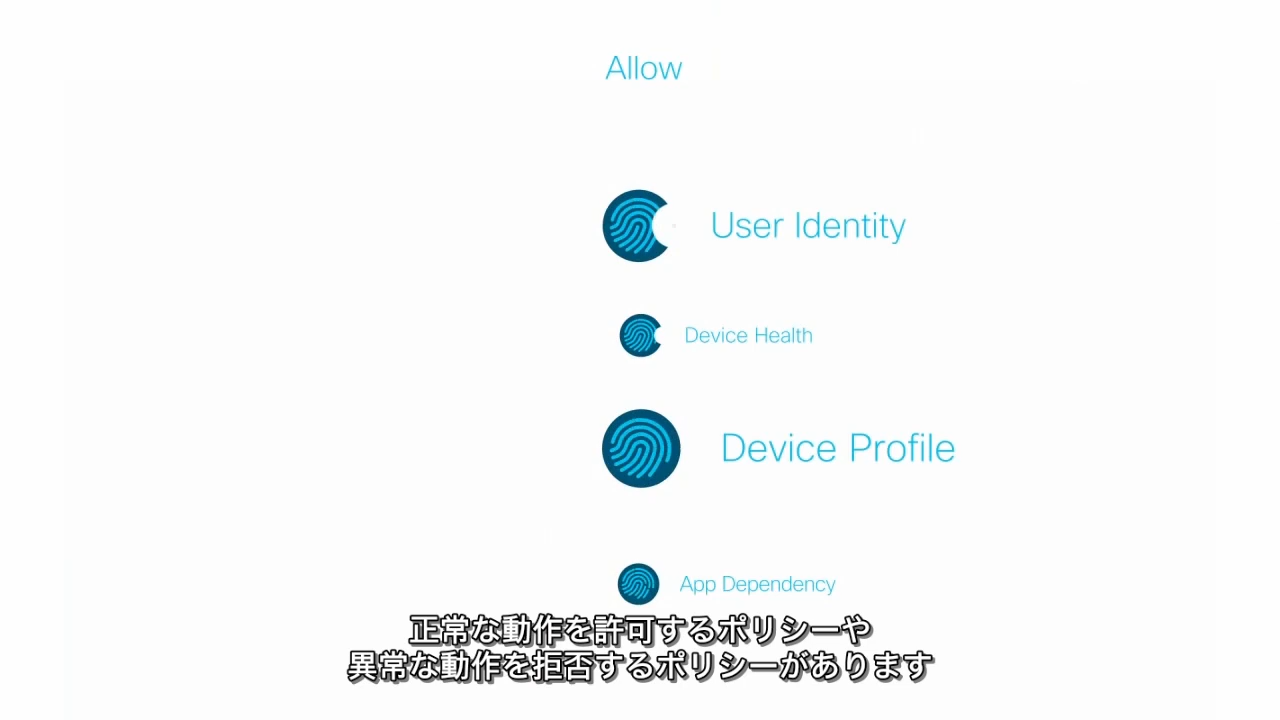 Allow
User Identity
Device Health
Device Profile
App Dependency
正常な動作を許可するポリシーや
異常な動作を拒否するポリシーがあります